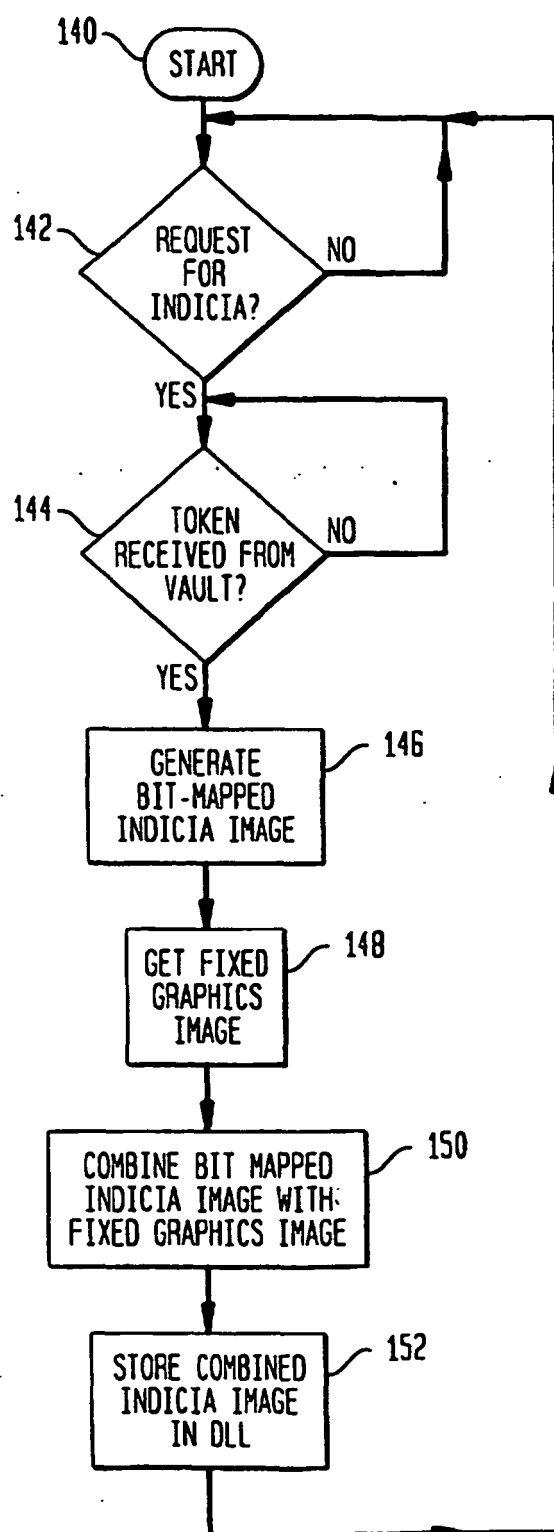 140
START
142
REQUEST
FOR
INDICIA?
NO
YES
144
TOKEN
RECEIVED FROM
VAULT?
NO
YES
146
GENERATE
BIT-MAPPED
INDICIA IMAGE
148
GET FIXED
GRAPHICS
IMAGE
150
COMBINE BIT MAPPED
INDICIA IMAGE WITH
FIXED GRAPHICS IMAGE
152
STORE COMBINED
INDICIA IMAGE
IN DLL